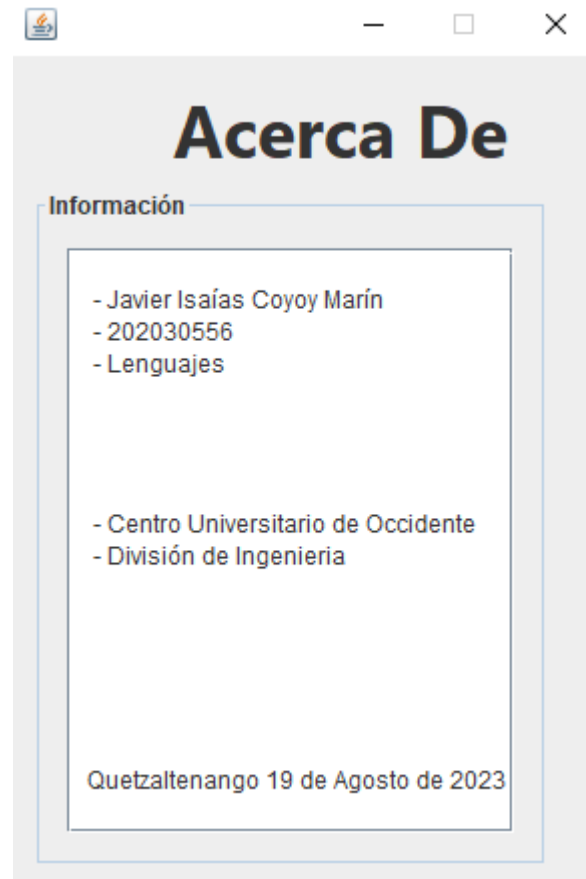 Acerca De
Información
- Javier Isaías Coyoy Marín
- 202030556
- Lenguajes
- Centro Universitario de Occidente
- División de Ingenieria
Quetzaltenango 19 de Agosto de 2023